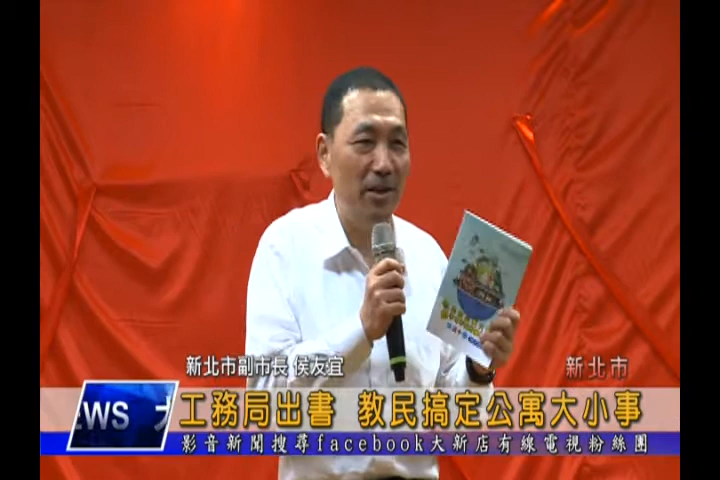 新北市副市長 侯友宜
新北市
EWS 大
工務局出書 教民搞定公寓大小事
影音新聞搜尋facebook大新店有線電視粉絲團